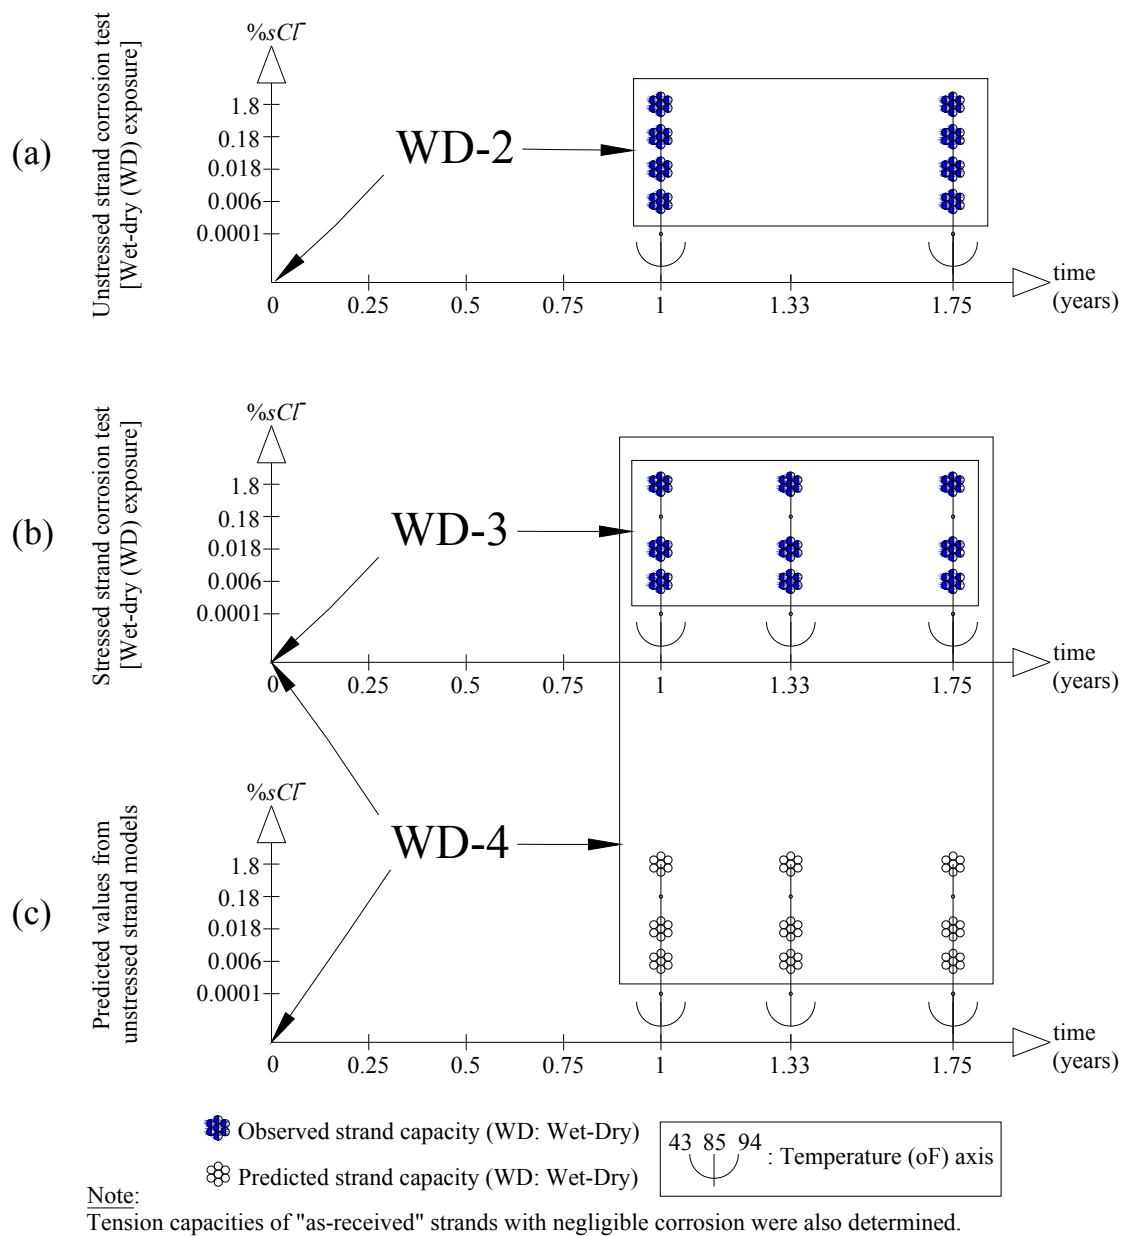 (a)
Unstressed strand corrosion test
[Wet-dry (WD) exposure]
%sCl⁻
1.8
0.18
0.018
0.006
0.0001
WD-2
0 0.25 0.5 0.75 1 1.33 1.75
time
(years)
(b)
Stressed strand corrosion test
[Wet-dry (WD) exposure]
%sCl⁻
1.8
0.18
0.018
0.006
0.0001
WD-3
0 0.25 0.5 0.75 1 1.33 1.75
time
(years)
(c)
Predicted values from
unstressed strand models
%sCl⁻
WD-4
1.8
0.18
0.018
0.006
0.0001
0 0.25 0.5 0.75 1 1.33 1.75
time
(years)
Observed strand capacity (WD: Wet-Dry)
Predicted strand capacity (WD: Wet-Dry)
43 85 94
: Temperature (oF) axis
Note:
Tension capacities of "as-received" strands with negligible corrosion were also determined.